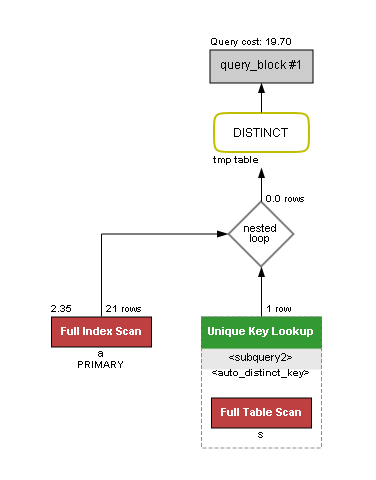 Query cost: 19.70
query_block #1
DISTINCT
tmp table
0.0 rows
nested
loop
2.35
21 rows
1 row
Full Index Scan
Unique Key Lookup
a
PRIMARY
<subquery2>
<auto_distinct_key>
Full Table Scan
s